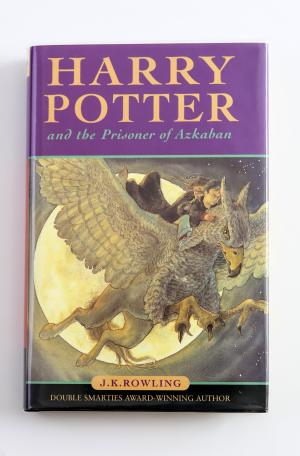 HARRY
POTTER
and the Prisoner of Azkaban
J.K.ROWLING
DOUBLE SMARTIES AWARD-WINNING AUTHOR